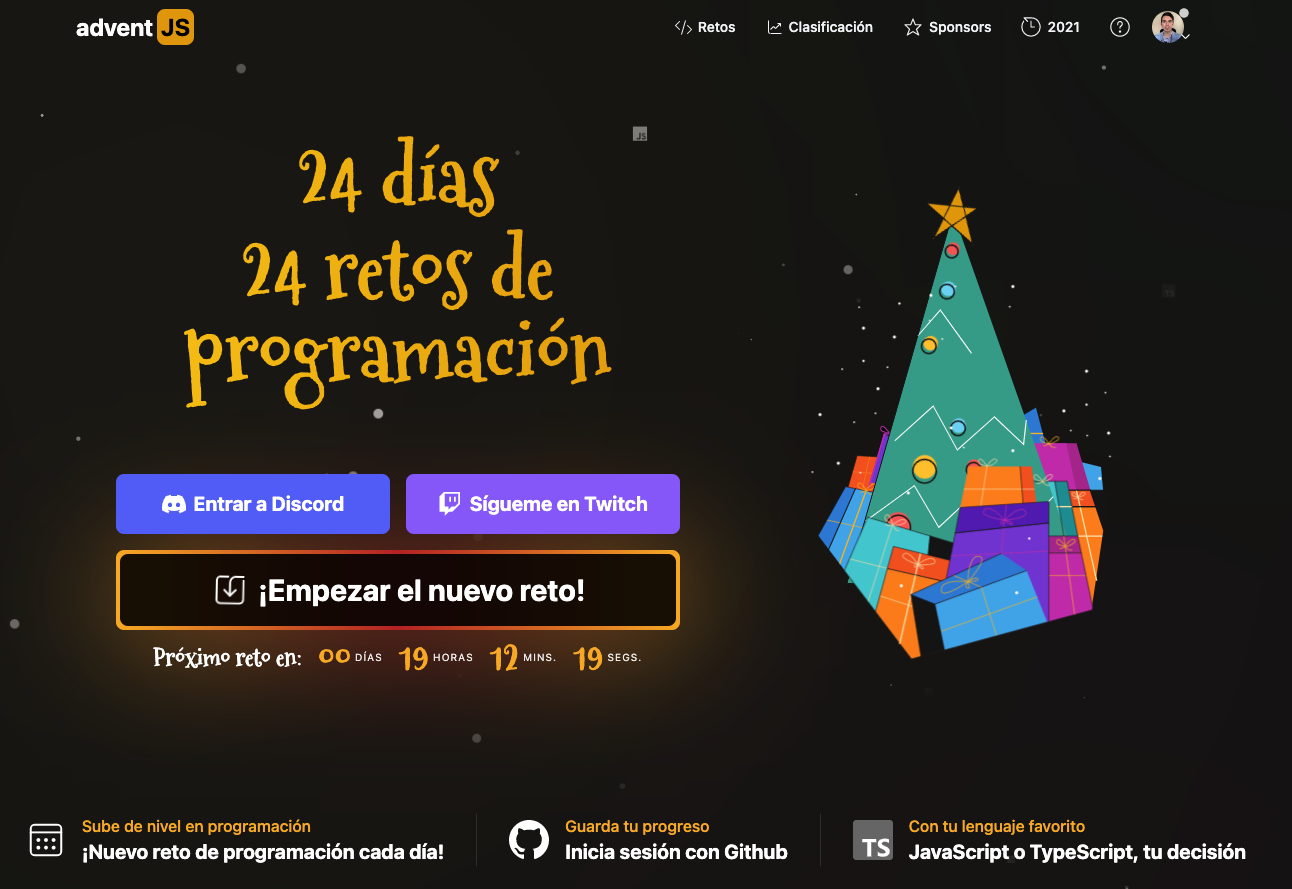 advent JS
Retos
Clasificación
Sponsors
2021
JS
24 días
24 retos de
programación
TS
Entrar a Discord
Sígueme en Twitch
¡Empezar el nuevo reto!
Próximo reto en: 00 DÍAS 19 HORAS 12 MINS. 19 SEGS.
Sube de nivel en programación
¡Nuevo reto de programación cada día!
Guarda tu progreso
Inicia sesión con Github
TS
Con tu lenguaje favorito
JavaScript o TypeScript, tu decisión